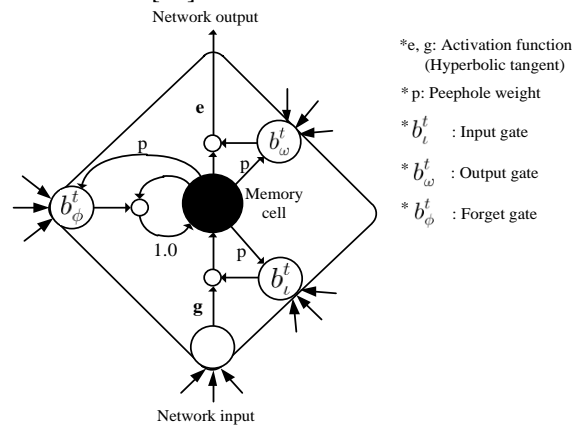 Network output
*e, g: Activation function
(Hyperbolic tangent)
* p: Peephole weight
* b_ι^t : Input gate
* b_ω^t : Output gate
* b_φ^t : Forget gate
e
b_ω^t
p
p
b_φ^t
Memory
cell
1.0
p
b_ι^t
g
Network input